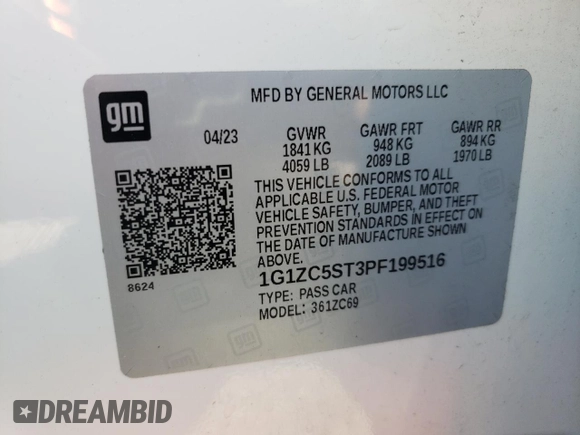 gm
MFD BY GENERAL MOTORS LLC
04/23 GVWR GAWR FRT GAWR RR
1841 KG 948 KG 894 KG
4059 LB 2089 LB 1970 LB
THIS VEHICLE CONFORMS TO ALL
APPLICABLE U.S. FEDERAL MOTOR
VEHICLE SAFETY, BUMPER, AND THEFT
PREVENTION STANDARDS IN EFFECT ON
THE DATE OF MANUFACTURE SHOWN
ABOVE.
8624
1G1ZC5ST3PF199516
TYPE: PASS CAR
MODEL: 361ZC69
DREAMBID